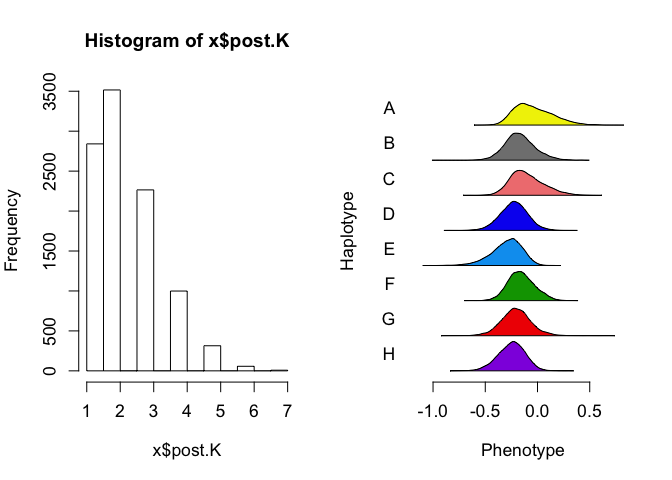 Histogram of x$post.K
Frequency
3500
2500
1500
500
0
1 2 3 4 5 6 7
x$post.K
Haplotype
A
B
C
D
E
F
G
H
-1.0 -0.5 0.0 0.5
Phenotype